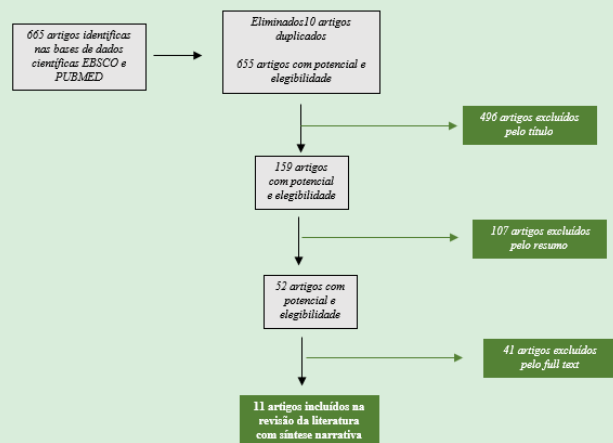 665 artigos identificas
nas bases de dados
científicas EBSCO e
PUBMED
Eliminados10 artigos
duplicados
655 artigos com potencial e
elegibilidade
496 artigos excluídos
pelo título
159 artigos
com potencial
e elegibilidade
107 artigos excluídos
pelo resumo
52 artigos com
potencial e
elegibilidade
41 artigos excluídos
pelo full text
11 artigos incluídos na
revisão da literatura
com síntese narrativa